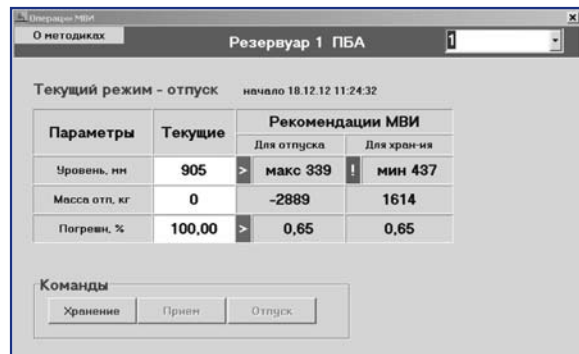 Операции МВИ
О методиках
Резервуар 1 ПБА
1
Текущий режим - отпуск начало 18.12.12 11:24:32
Параметры Текущие Рекомендации МВИ
Для отпуска Для хран-ия
Уровень, мм 905 > макс 339 ! мин 437
Масса отп, кг 0 -2889 1614
Погрешн, % 100,00 > 0,65 0,65
Команды
Хранение Прием Отпуск